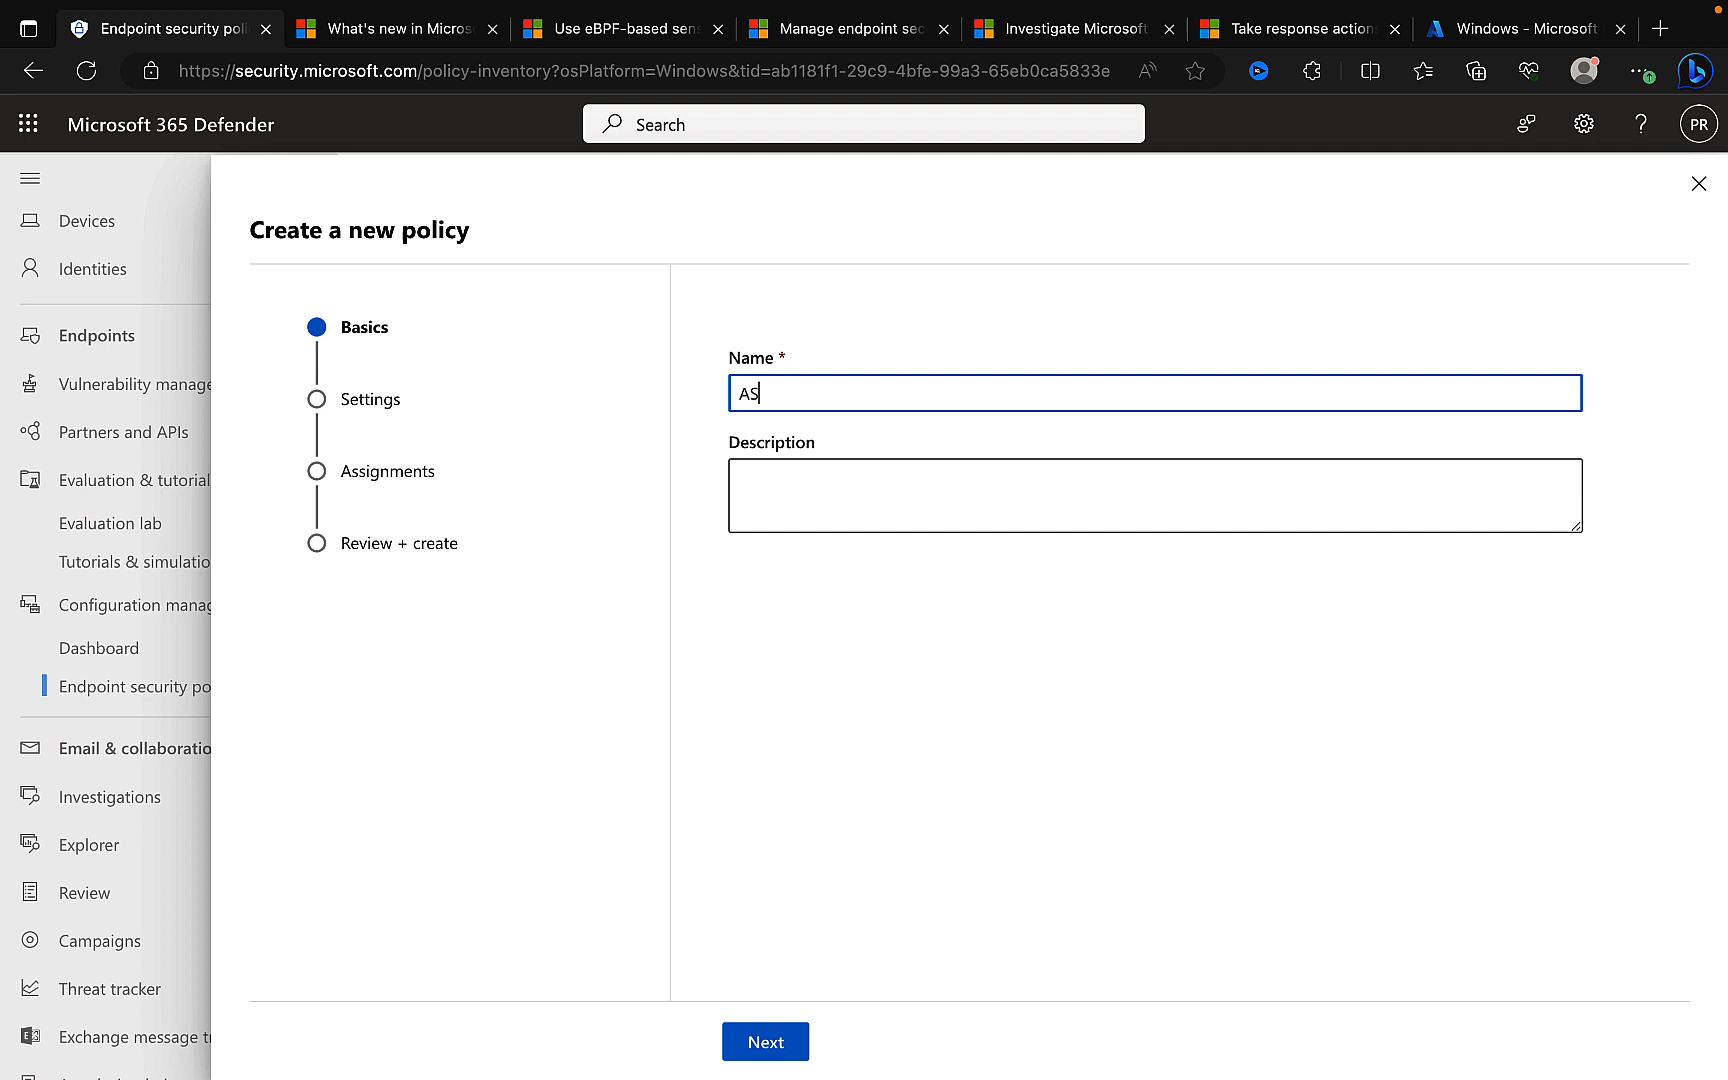 Endpoint security poli
What's new in Micros
Use eBPF-based sens
Manage endpoint sec
Investigate Microsoft
Take response actions
Windows - Microsoft
https://security.microsoft.com/policy-inventory?osPlatform=Windows&tid=ab1181f1-29c9-4bfe-99a3-65eb0ca5833e
Microsoft 365 Defender
Search
PR
Devices
Identities
Endpoints
Vulnerability manage
Partners and APIs
Evaluation & tutorial
Evaluation lab
Tutorials & simulatio
Configuration manag
Dashboard
Endpoint security po
Email & collaboratio
Investigations
Explorer
Review
Campaigns
Threat tracker
Exchange message tr
Create a new policy
Basics
Settings
Assignments
Review + create
Name *
AS
Description
Next